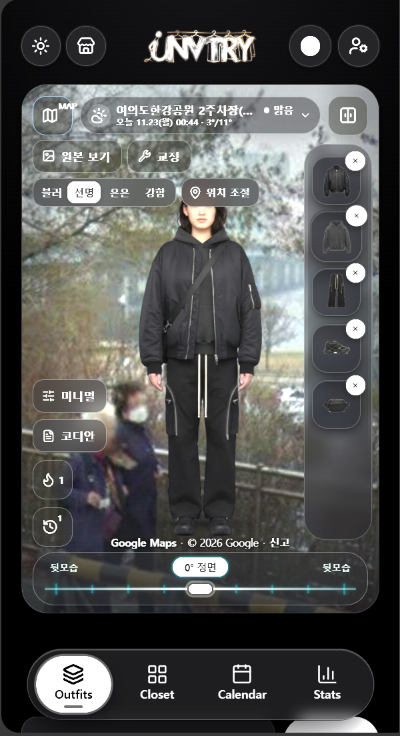 UNVTRY
MAP
여의도한강공원 2주차장(...
맑음
오늘 11.23(월) 00:44 · 3°/11°
원본 보기
교정
블러
선명
은은
강함
위치 조절
미니멀
코디안
1
1
Google Maps · © 2026 Google · 신고
뒷모습
0° 정면
뒷모습
Outfits
Closet
Calendar
Stats